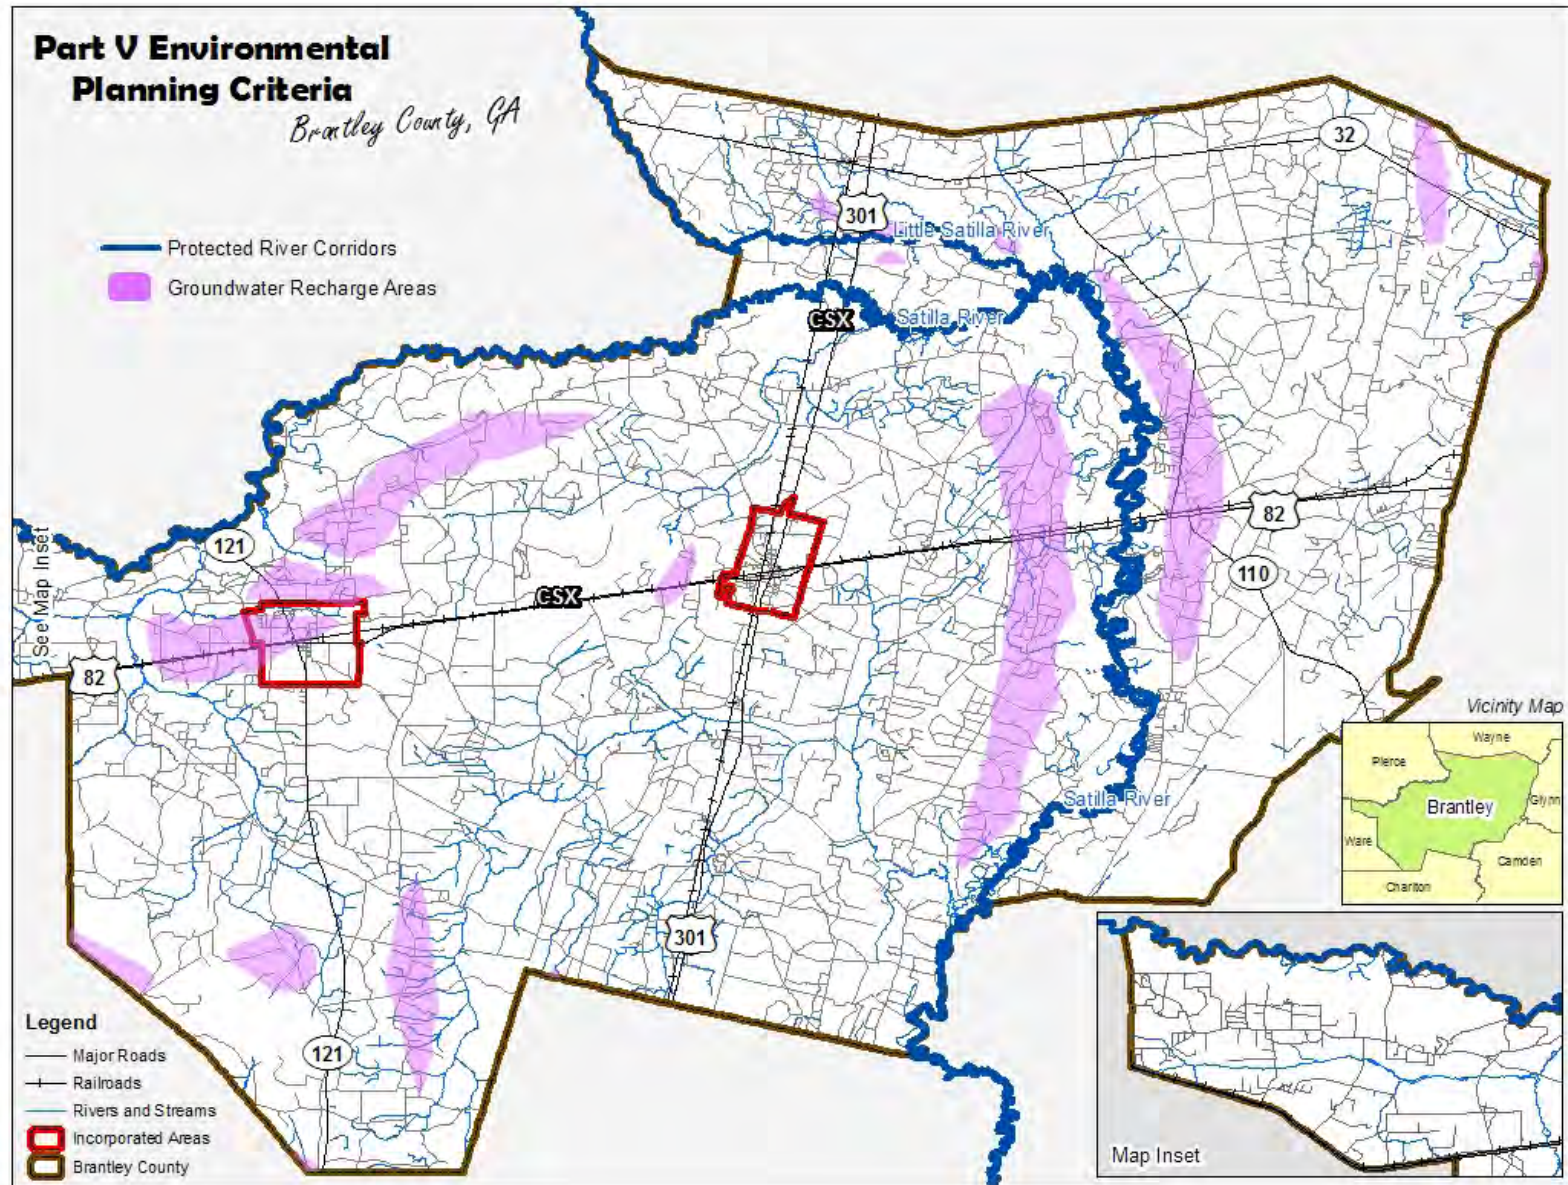 Part V Environmental
Planning Criteria
Brantley County, GA
Protected River Corridors
Groundwater Recharge Areas
32
301
Little Satilla River
CSX
Satilla River
121
82
110
CSX
See Map Inset
82
Satilla River
301
121
Vicinity Map
Wayne
Pierce
Brantley
Glynn
Ware
Camden
Charlton
Legend
Major Roads
Railroads
Rivers and Streams
Incorporated Areas
Brantley County
Map Inset